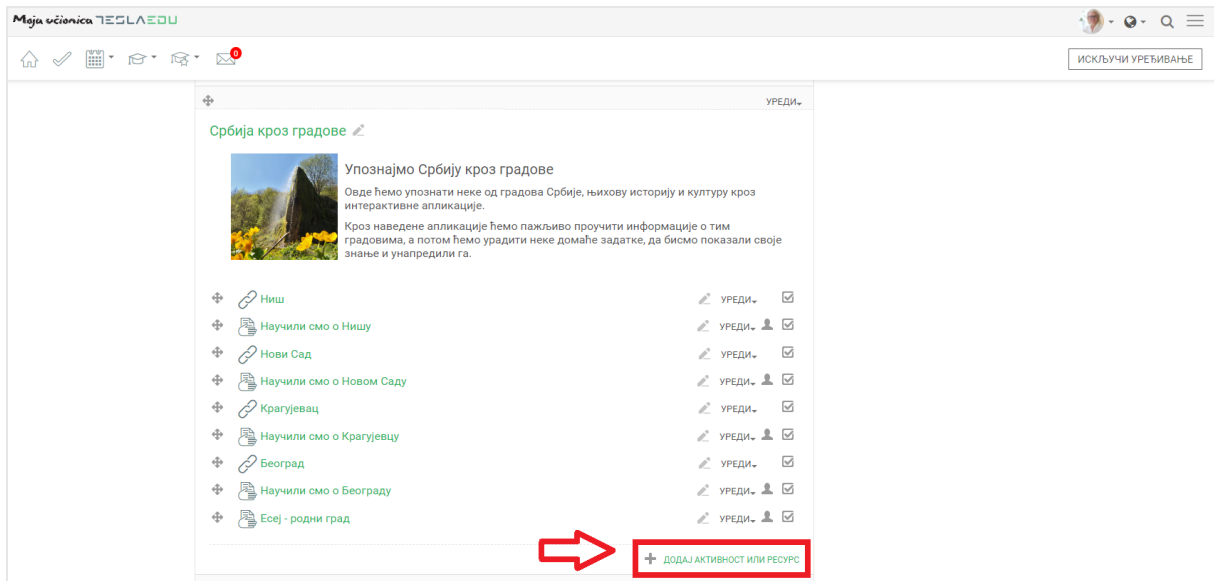 Moja učionica TESLAEDU
0
ИСКЉУЧИ УРЕЂИВАЊЕ
УРЕДИ
Србија кроз градове
Упознајмо Србију кроз градове
Овде ћемо упознати неке од градова Србије, њихову историју и културу кроз
интерактивне апликације.
Кроз наведене апликације ћемо пажљиво проучити информације о тим
градовима, а потом ћемо урадити неке домаће задатке, да бисмо показали своје
знање и унапредили га.
Ниш УРЕДИ
Научили смо о Нишу УРЕДИ
Нови Сад УРЕДИ
Научили смо о Новом Саду УРЕДИ
Крагујевац УРЕДИ
Научили смо о Крагујевцу УРЕДИ
Београд УРЕДИ
Научили смо о Београду УРЕДИ
Есеј - родни град УРЕДИ
ДОДАЈ АКТИВНОСТ ИЛИ РЕСУРС